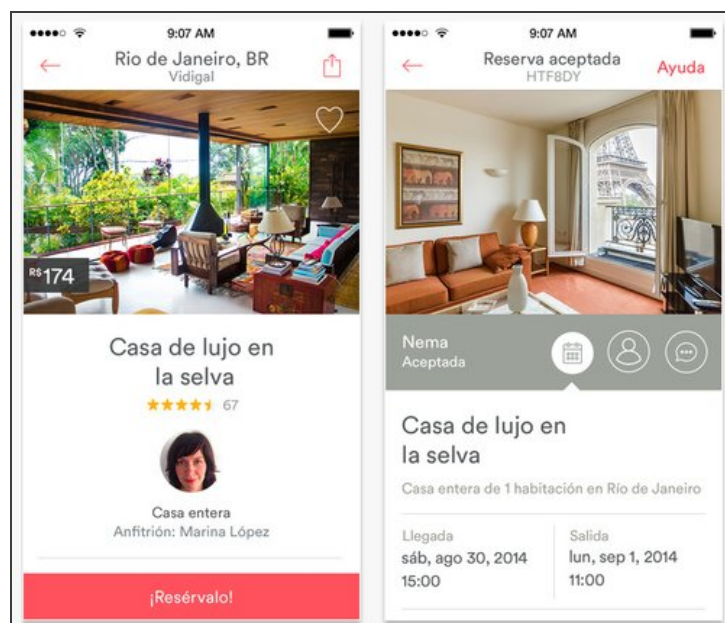 9:07 AM
Rio de Janeiro, BR
Vidigal
R$174
Casa de lujo en
la selva
67
Casa entera
Anfitrión: Marina López
¡Resérvalo!
9:07 AM
Reserva aceptada
HTF8DY
Ayuda
Nema
Aceptada
Casa de lujo en
la selva
Casa entera de 1 habitación en Río de Janeiro
Llegada
sáb, ago 30, 2014
15:00
Salida
lun, sep 1, 2014
11:00